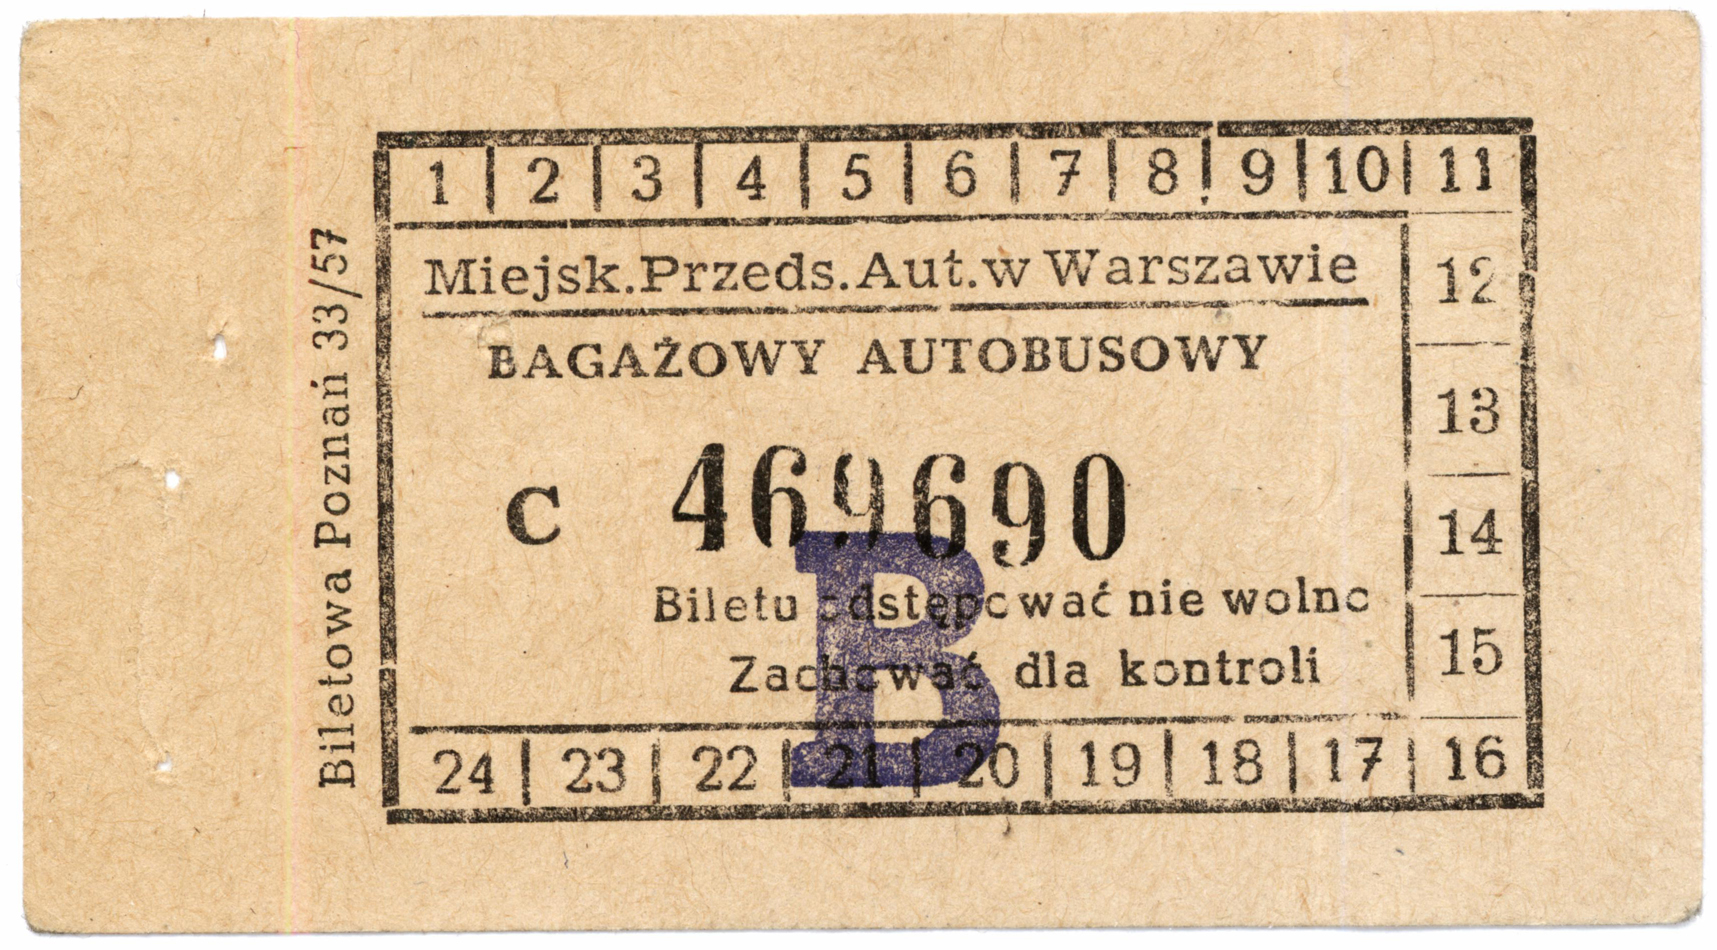 Biletowa Poznań 33/57
1 | 2 | 3 | 4 | 5 | 6 | 7 | 8 | 9 | 10 | 11
Miejsk.Przeds.Aut.w Warszawie
12
BAGAŻOWY AUTOBUSOWY
13
C 469690
14
B
Biletu odstępować nie wolno
15
Zachować dla kontroli
24 | 23 | 22 | 21 | 20 | 19 | 18 | 17 | 16